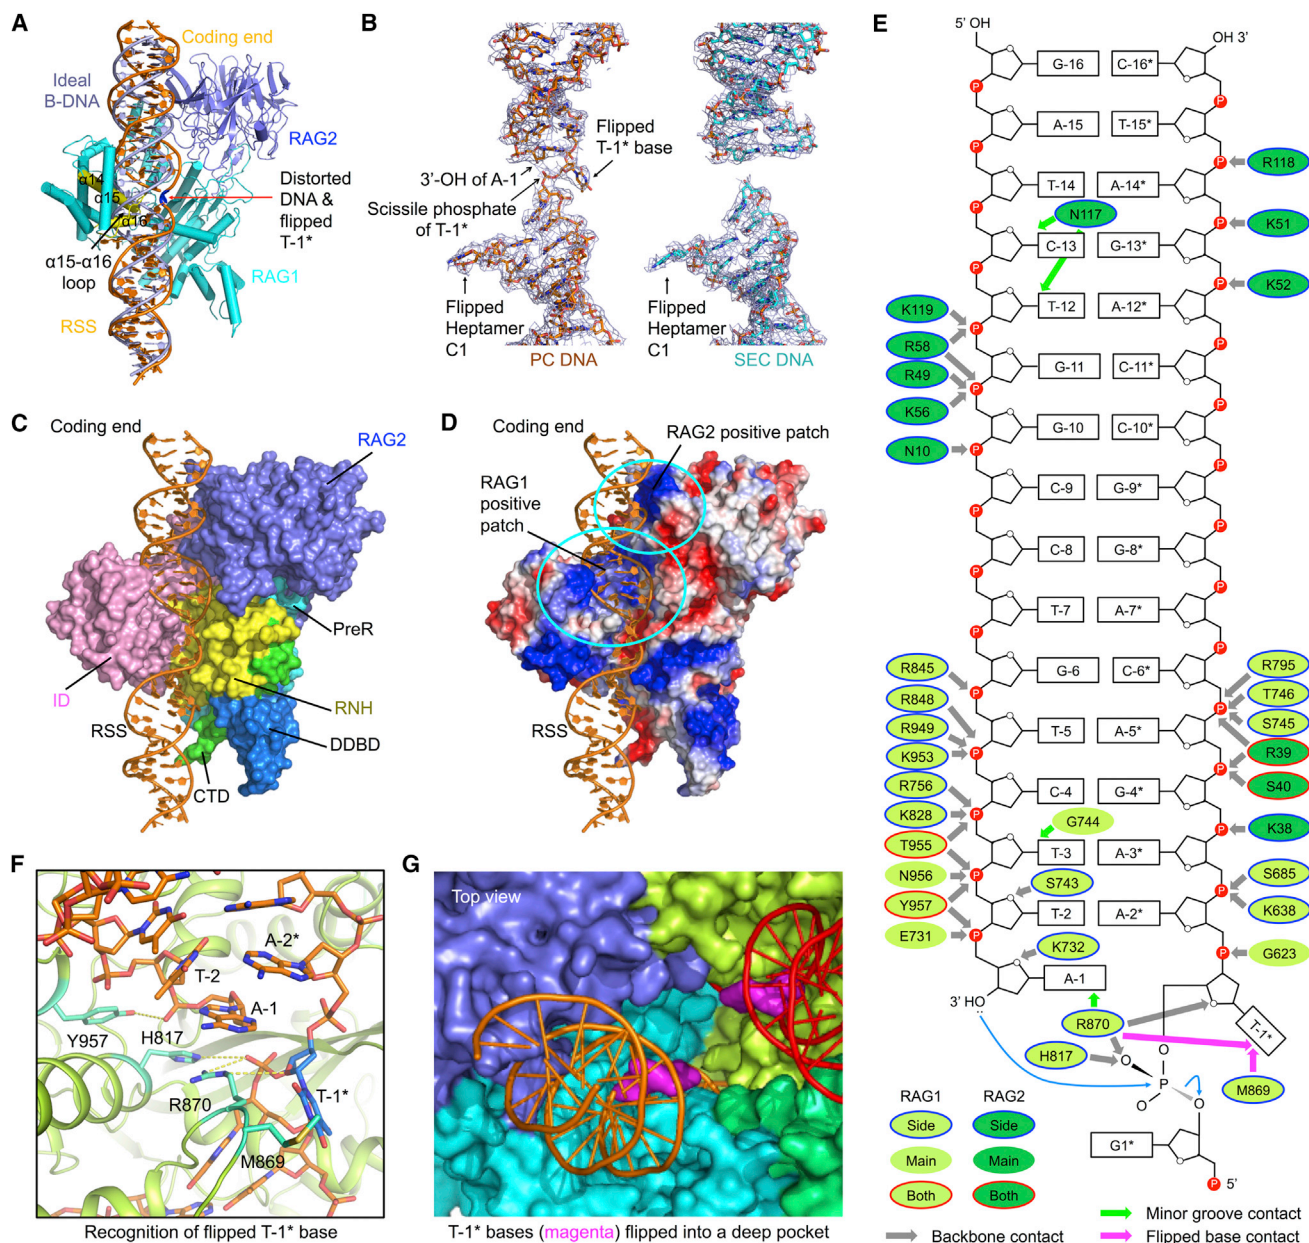 A
Coding end
Ideal
B-DNA
RAG2
α14
α15
α16
Distorted
DNA &
flipped
T-1*
α15-α16
loop
RAG1
RSS
B
Flipped
T-1* base
3'-OH of A-1
Scissile phosphate
of T-1*
Flipped
Heptamer
C1
PC DNA
Flipped
Heptamer
C1
SEC DNA
C
Coding end
RAG2
PreR
ID
RNH
RSS
DDBD
CTD
D
Coding end
RAG2 positive patch
RAG1
positive
patch
RSS
E
5' OH
OH 3'
G-16 C-16*
P P
A-15 T-15*
P P R118
T-14 A-14*
N117
P P K51
C-13 G-13*
P P K52
T-12 A-12*
K119
P P
R58
G-11 C-11*
R49
P P
K56
G-10 C-10*
N10 P P
C-9 G-9*
P P
C-8 G-8*
P P
T-7 A-7*
P P
R845 G-6 C-6* R795
P P T746
R848 S745
R949 T-5 A-5* R39
K953 P P
R756 C-4 G-4* S40
K828 P P K38
G744
T955 T-3 A-3*
N956 P P S685
S743 K638
Y957 T-2 A-2*
E731 P P G623
K732
A-1
3' HO
R870
T-1*
H817
O
P
O
O
M869
G1*
P 5'
RAG1 RAG2
Side Side
Main Main
Both Both
Minor groove contact
Backbone contact
Flipped base contact
F
A-2*
T-2
A-1
Y957
H817
R870
T-1*
M869
Recognition of flipped T-1* base
G
Top view
T-1* bases (magenta) flipped into a deep pocket